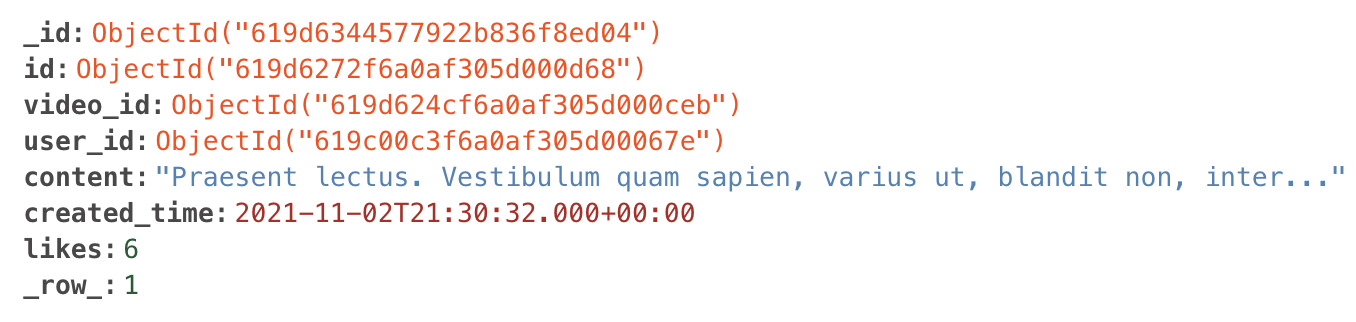 _id: ObjectId("619d6344577922b836f8ed04")
id: ObjectId("619d6272f6a0af305d000d68")
video_id: ObjectId("619d624cf6a0af305d000ceb")
user_id: ObjectId("619c00c3f6a0af305d00067e")
content: "Praesent lectus. Vestibulum quam sapien, varius ut, blandit non, inter..."
created_time: 2021-11-02T21:30:32.000+00:00
likes: 6
_row_: 1